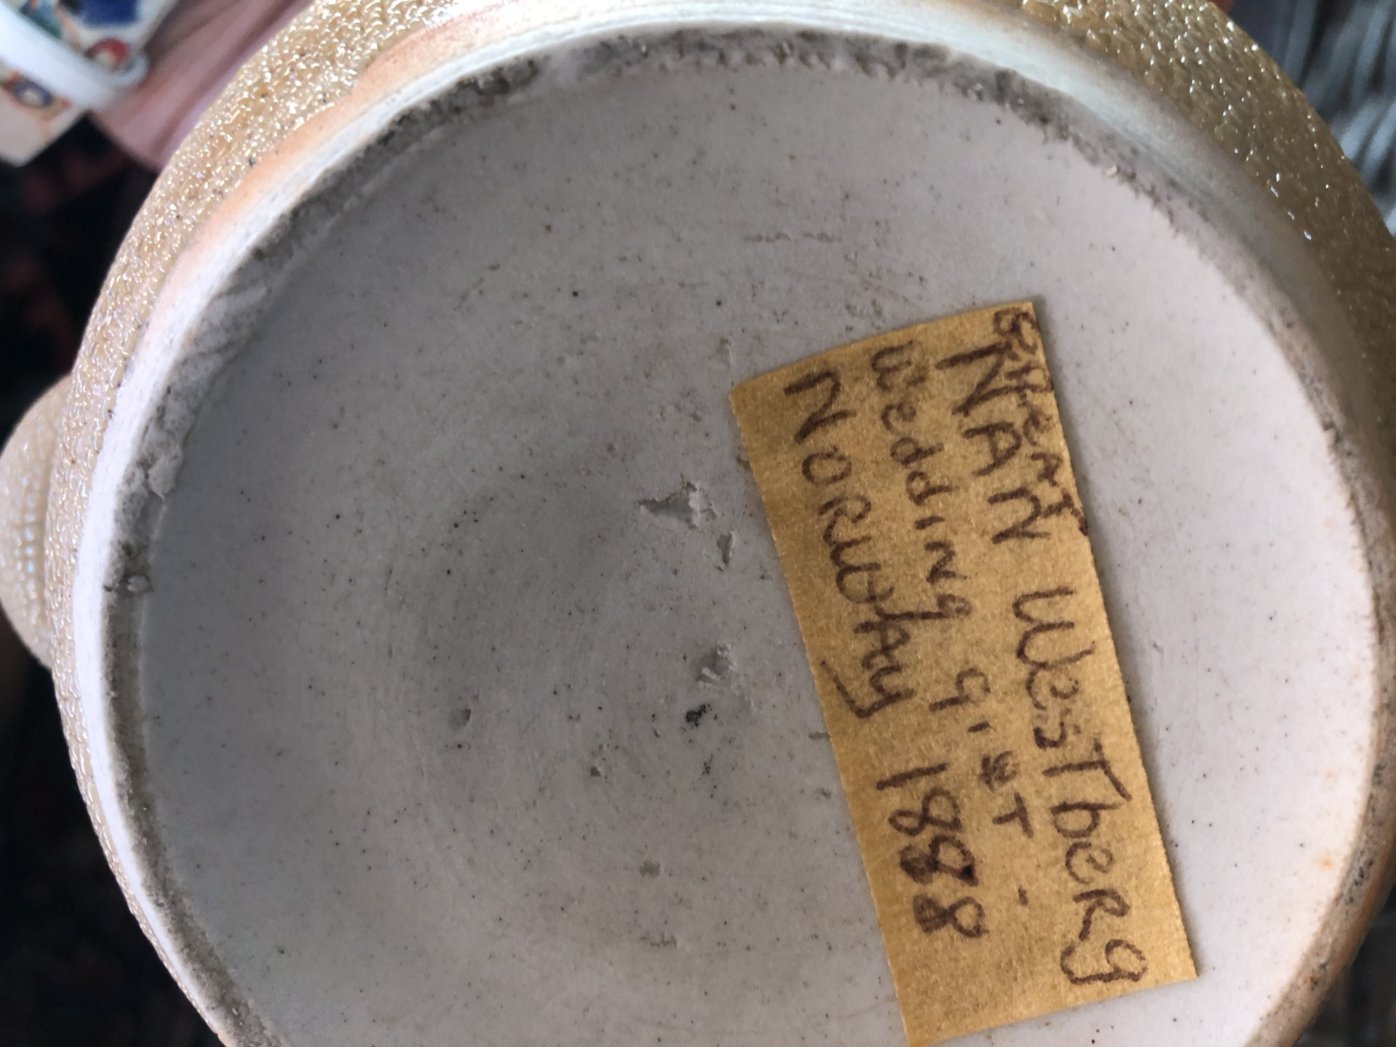 GreAT
NAN WesTberg
wedding gift -
NORWAy 1888